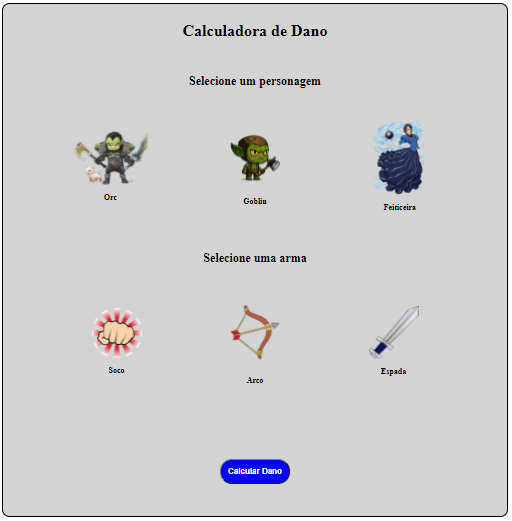 Calculadora de Dano
Selecione um personagem
Orc
Goblin
Feiticeira
Selecione uma arma
Soco
Arco
Espada
Calcular Dano